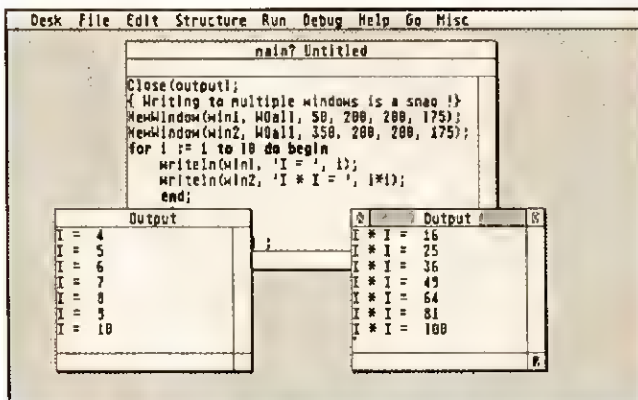 Desk File Edit Structure Run Debug Help Go Misc
main? Untitled
Close(output);
{ Writing to multiple windows is a snap !}
NewWindow(win1, WOall, 50, 200, 200, 175);
NewWindow(win2, WOall, 350, 200, 200, 175);
for i := 1 to 10 do begin
writeln(win1, 'I = ', i);
writeln(win2, 'I * I = ', i*i);
end;
;
Output
I = 4
I = 5
I = 6
I = 7
I = 8
I = 9
I = 10
Output
I * I = 16
I * I = 25
I * I = 36
I * I = 49
I * I = 64
I * I = 81
I * I = 100